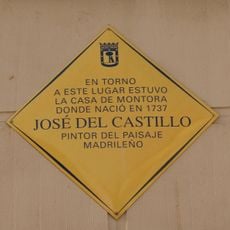 EN TORNO
A ESTE LUGAR ESTUVO
LA CASA DE MONTORA
DONDE NACIÓ EN 1737
JOSÉ DEL CASTILLO
PINTOR DEL PAISAJE
MADRILEÑO